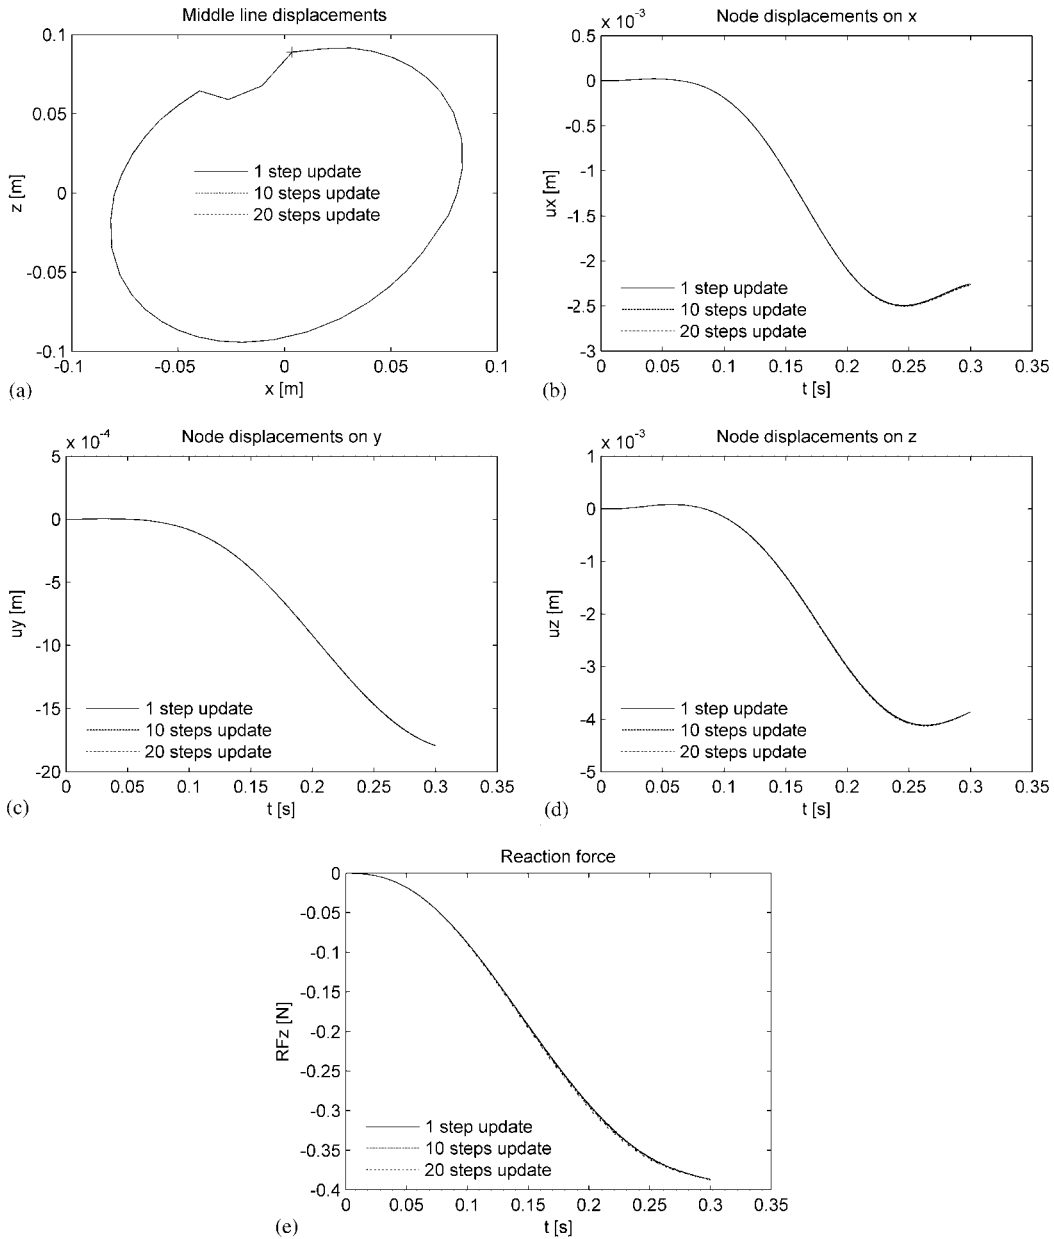 Middle line displacements
0.1
0.05
0
-0.05
-0.1
z [m]
1 step update
10 steps update
20 steps update
-0.1
-0.05
0
0.05
0.1
x [m]
(a)
Node displacements on x
x 10-3
0.5
0
-0.5
-1
-1.5
-2
-2.5
-3
ux [m]
1 step update
10 steps update
20 steps update
0
0.05
0.1
0.15
0.2
0.25
0.3
0.35
t [s]
(b)
Node displacements on y
x 10-4
5
0
-5
-10
-15
-20
uy [m]
1 step update
10 steps update
20 steps update
0
0.05
0.1
0.15
0.2
0.25
0.3
0.35
t [s]
(c)
Node displacements on z
x 10-3
1
0
-1
-2
-3
-4
-5
uz [m]
1 step update
10 steps update
20 steps update
0
0.05
0.1
0.15
0.2
0.25
0.3
0.35
t [s]
(d)
Reaction force
0
-0.05
-0.1
-0.15
-0.2
-0.25
-0.3
-0.35
-0.4
RFz [N]
1 step update
10 steps update
20 steps update
0
0.05
0.1
0.15
0.2
0.25
0.3
0.35
t [s]
(e)